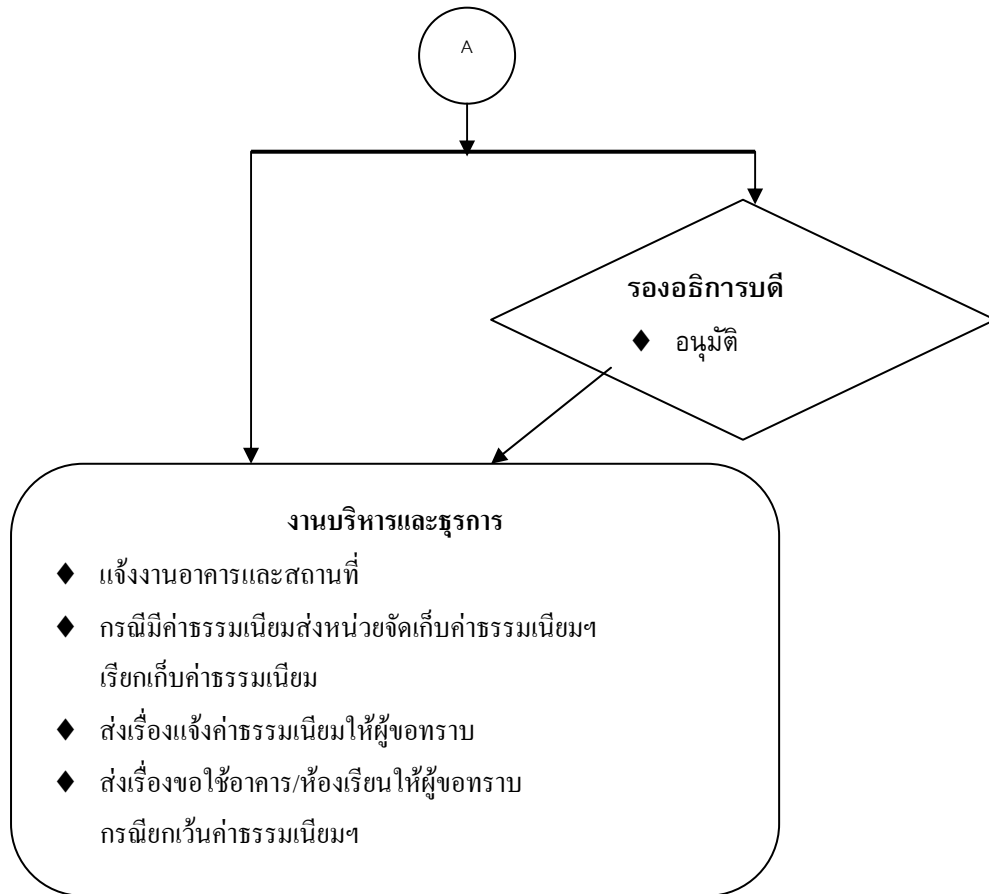 A
รองอธิการบดี
♦ อนุมัติ
งานบริหารและธุรการ
♦ แจ้งงานอาคารและสถานที่
♦ กรณีมีค่าธรรมเนียมส่งหน่วยจัดเก็บค่าธรรมเนียมฯ
เรียกเก็บค่าธรรมเนียม
♦ ส่งเรื่องแจ้งค่าธรรมเนียมให้ผู้ขอทราบ
♦ ส่งเรื่องขอใช้อาคาร/ห้องเรียนให้ผู้ขอทราบ
กรณียกเว้นค่าธรรมเนียมฯ